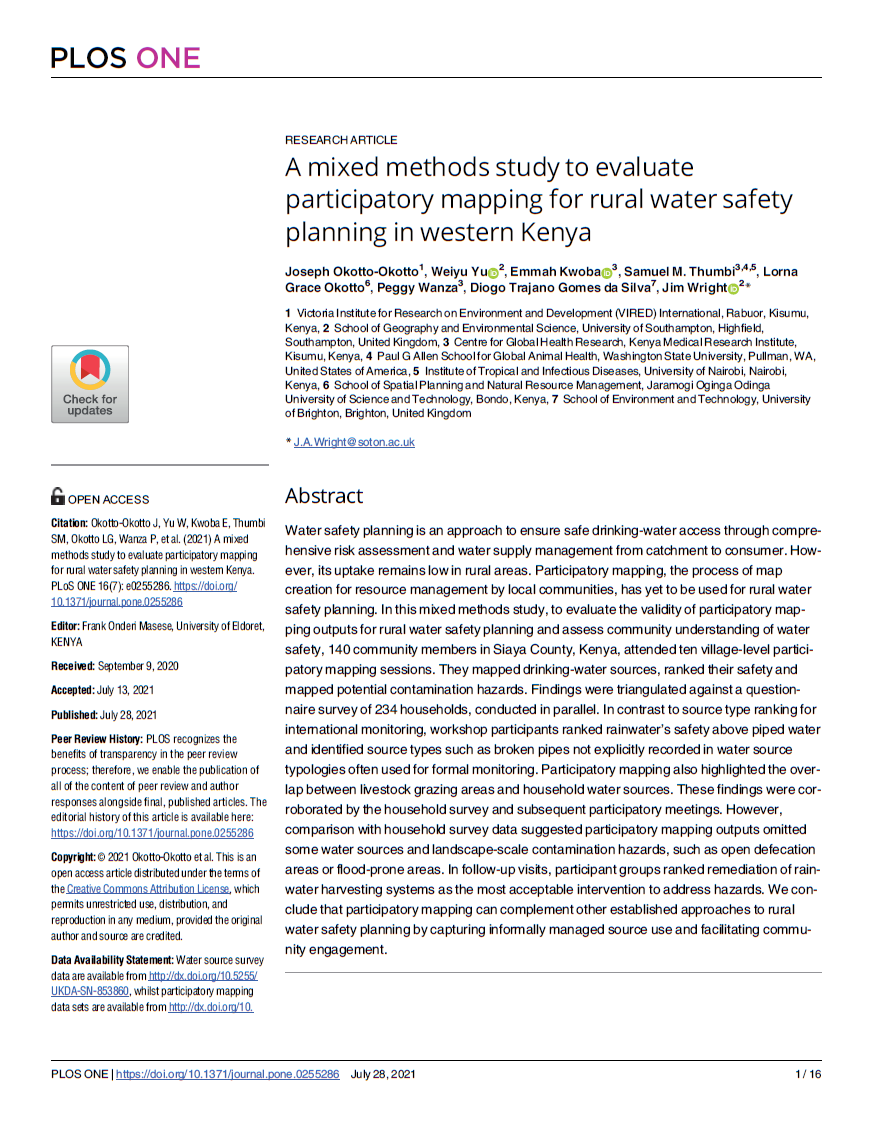 PLOS ONE
RESEARCH ARTICLE
A mixed methods study to evaluate
participatory mapping for rural water safety
planning in western Kenya
Joseph Okotto-Okotto1, Weiyu Yu2, Emmah Kwoba3, Samuel M. Thumbi3,4,5, Lorna
Grace Okotto6, Peggy Wanza3, Diogo Trajano Gomes da Silva7, Jim Wright2*
1 Victoria Institute for Research on Environment and Development (VIRED) International, Rabuor, Kisumu,
Kenya, 2 School of Geography and Environmental Science, University of Southampton, Highfield,
Southampton, United Kingdom, 3 Centre for Global Health Research, Kenya Medical Research Institute,
Kisumu, Kenya, 4 Paul G Allen School for Global Animal Health, Washington State University, Pullman, WA,
United States of America, 5 Institute of Tropical and Infectious Diseases, University of Nairobi, Nairobi,
Kenya, 6 School of Spatial Planning and Natural Resource Management, Jaramogi Oginga Odinga
University of Science and Technology, Bondo, Kenya, 7 School of Environment and Technology, University
of Brighton, Brighton, United Kingdom
* J.A.Wright@soton.ac.uk
Check for
updates
OPEN ACCESS
Citation: Okotto-Okotto J, Yu W, Kwoba E, Thumbi
SM, Okotto LG, Wanza P, et al. (2021) A mixed
methods study to evaluate participatory mapping
for rural water safety planning in western Kenya.
PLoS ONE 16(7): e0255286. https://doi.org/
10.1371/journal.pone.0255286
Editor: Frank Onderi Masese, University of Eldoret,
KENYA
Received: September 9, 2020
Accepted: July 13, 2021
Published: July 28, 2021
Peer Review History: PLOS recognizes the
benefits of transparency in the peer review
process; therefore, we enable the publication of
all of the content of peer review and author
responses alongside final, published articles. The
editorial history of this article is available here:
https://doi.org/10.1371/journal.pone.0255286
Copyright: © 2021 Okotto-Okotto et al. This is an
open access article distributed under the terms of
the Creative Commons Attribution License, which
permits unrestricted use, distribution, and
reproduction in any medium, provided the original
author and source are credited.
Data Availability Statement: Water source survey
data are available from http://dx.doi.org/10.5255/
UKDA-SN-853860, whilst participatory mapping
data sets are available from http://dx.doi.org/10.
Abstract
Water safety planning is an approach to ensure safe drinking-water access through compre-
hensive risk assessment and water supply management from catchment to consumer. How-
ever, its uptake remains low in rural areas. Participatory mapping, the process of map
creation for resource management by local communities, has yet to be used for rural water
safety planning. In this mixed methods study, to evaluate the validity of participatory map-
ping outputs for rural water safety planning and assess community understanding of water
safety, 140 community members in Siaya County, Kenya, attended ten village-level partici-
patory mapping sessions. They mapped drinking-water sources, ranked their safety and
mapped potential contamination hazards. Findings were triangulated against a question-
naire survey of 234 households, conducted in parallel. In contrast to source type ranking for
international monitoring, workshop participants ranked rainwater's safety above piped water
and identified source types such as broken pipes not explicitly recorded in water source
typologies often used for formal monitoring. Participatory mapping also highlighted the over-
lap between livestock grazing areas and household water sources. These findings were cor-
roborated by the household survey and subsequent participatory meetings. However,
comparison with household survey data suggested participatory mapping outputs omitted
some water sources and landscape-scale contamination hazards, such as open defecation
areas or flood-prone areas. In follow-up visits, participant groups ranked remediation of rain-
water harvesting systems as the most acceptable intervention to address hazards. We con-
clude that participatory mapping can complement other established approaches to rural
water safety planning by capturing informally managed source use and facilitating commu-
nity engagement.
PLOS ONE | https://doi.org/10.1371/journal.pone.0255286 July 28, 2021 1 / 16